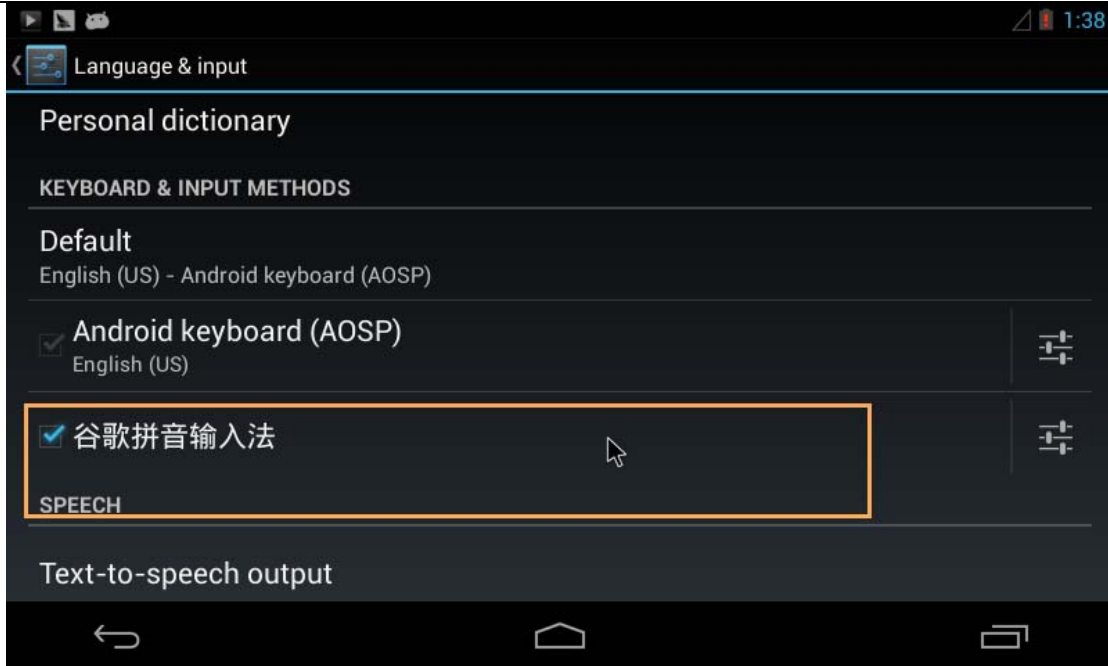 1:38
Language & input
Personal dictionary
KEYBOARD & INPUT METHODS
Default
English (US) - Android keyboard (AOSP)
Android keyboard (AOSP)
English (US)
谷歌拼音输入法
SPEECH
Text-to-speech output